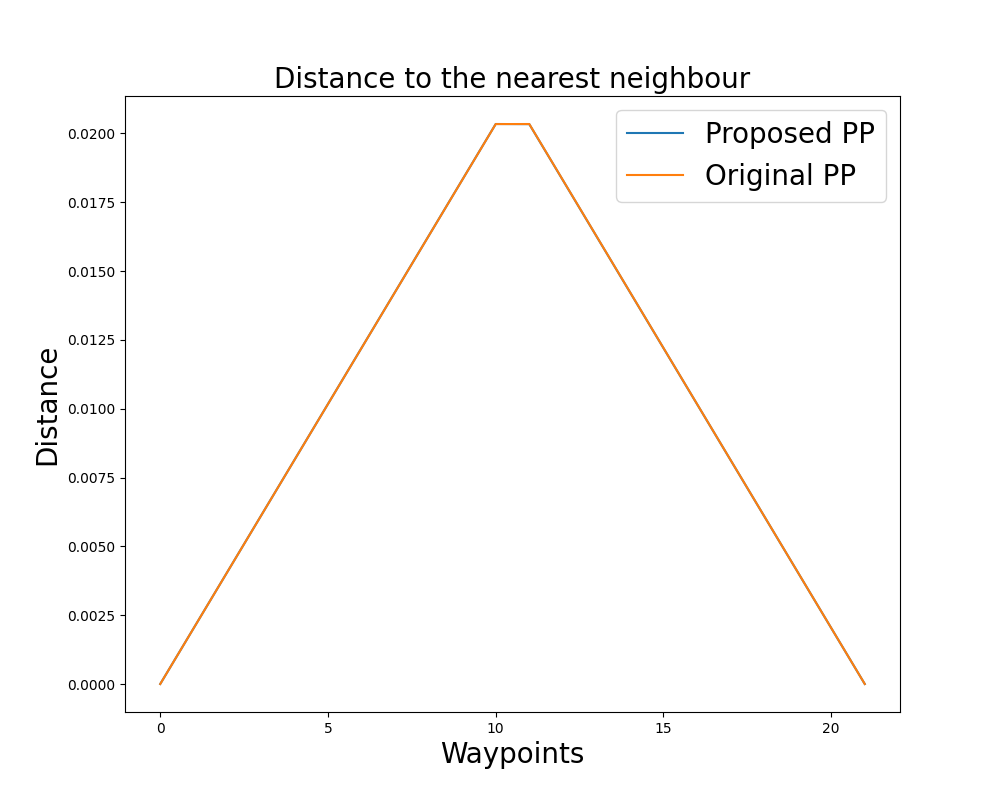 Distance to the nearest neighbour
Proposed PP
Original PP
Distance
0.0200
0.0175
0.0150
0.0125
0.0100
0.0075
0.0050
0.0025
0.0000
0 5 10 15 20
Waypoints